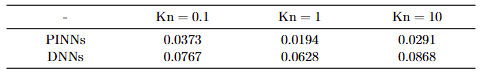 - Kn = 0.1 Kn = 1 Kn = 10
PINNs 0.0373 0.0194 0.0291
DNNs 0.0767 0.0628 0.0868